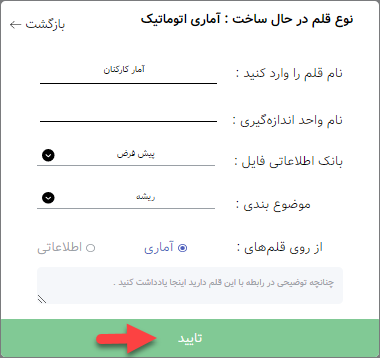 نوع قلم در حال ساخت : آماری اتوماتیک
بازگشت
نام قلم را وارد کنید :
آمار کارکنان
نام واحد اندازه‌گیری :
بانک اطلاعاتی فایل :
پیش فرض
موضوع بندی :
ریشه
از روی قلم‌های :
آماری
اطلاعاتی
چنانچه توضیحی در رابطه با این قلم دارید اینجا یادداشت کنید .
تایید